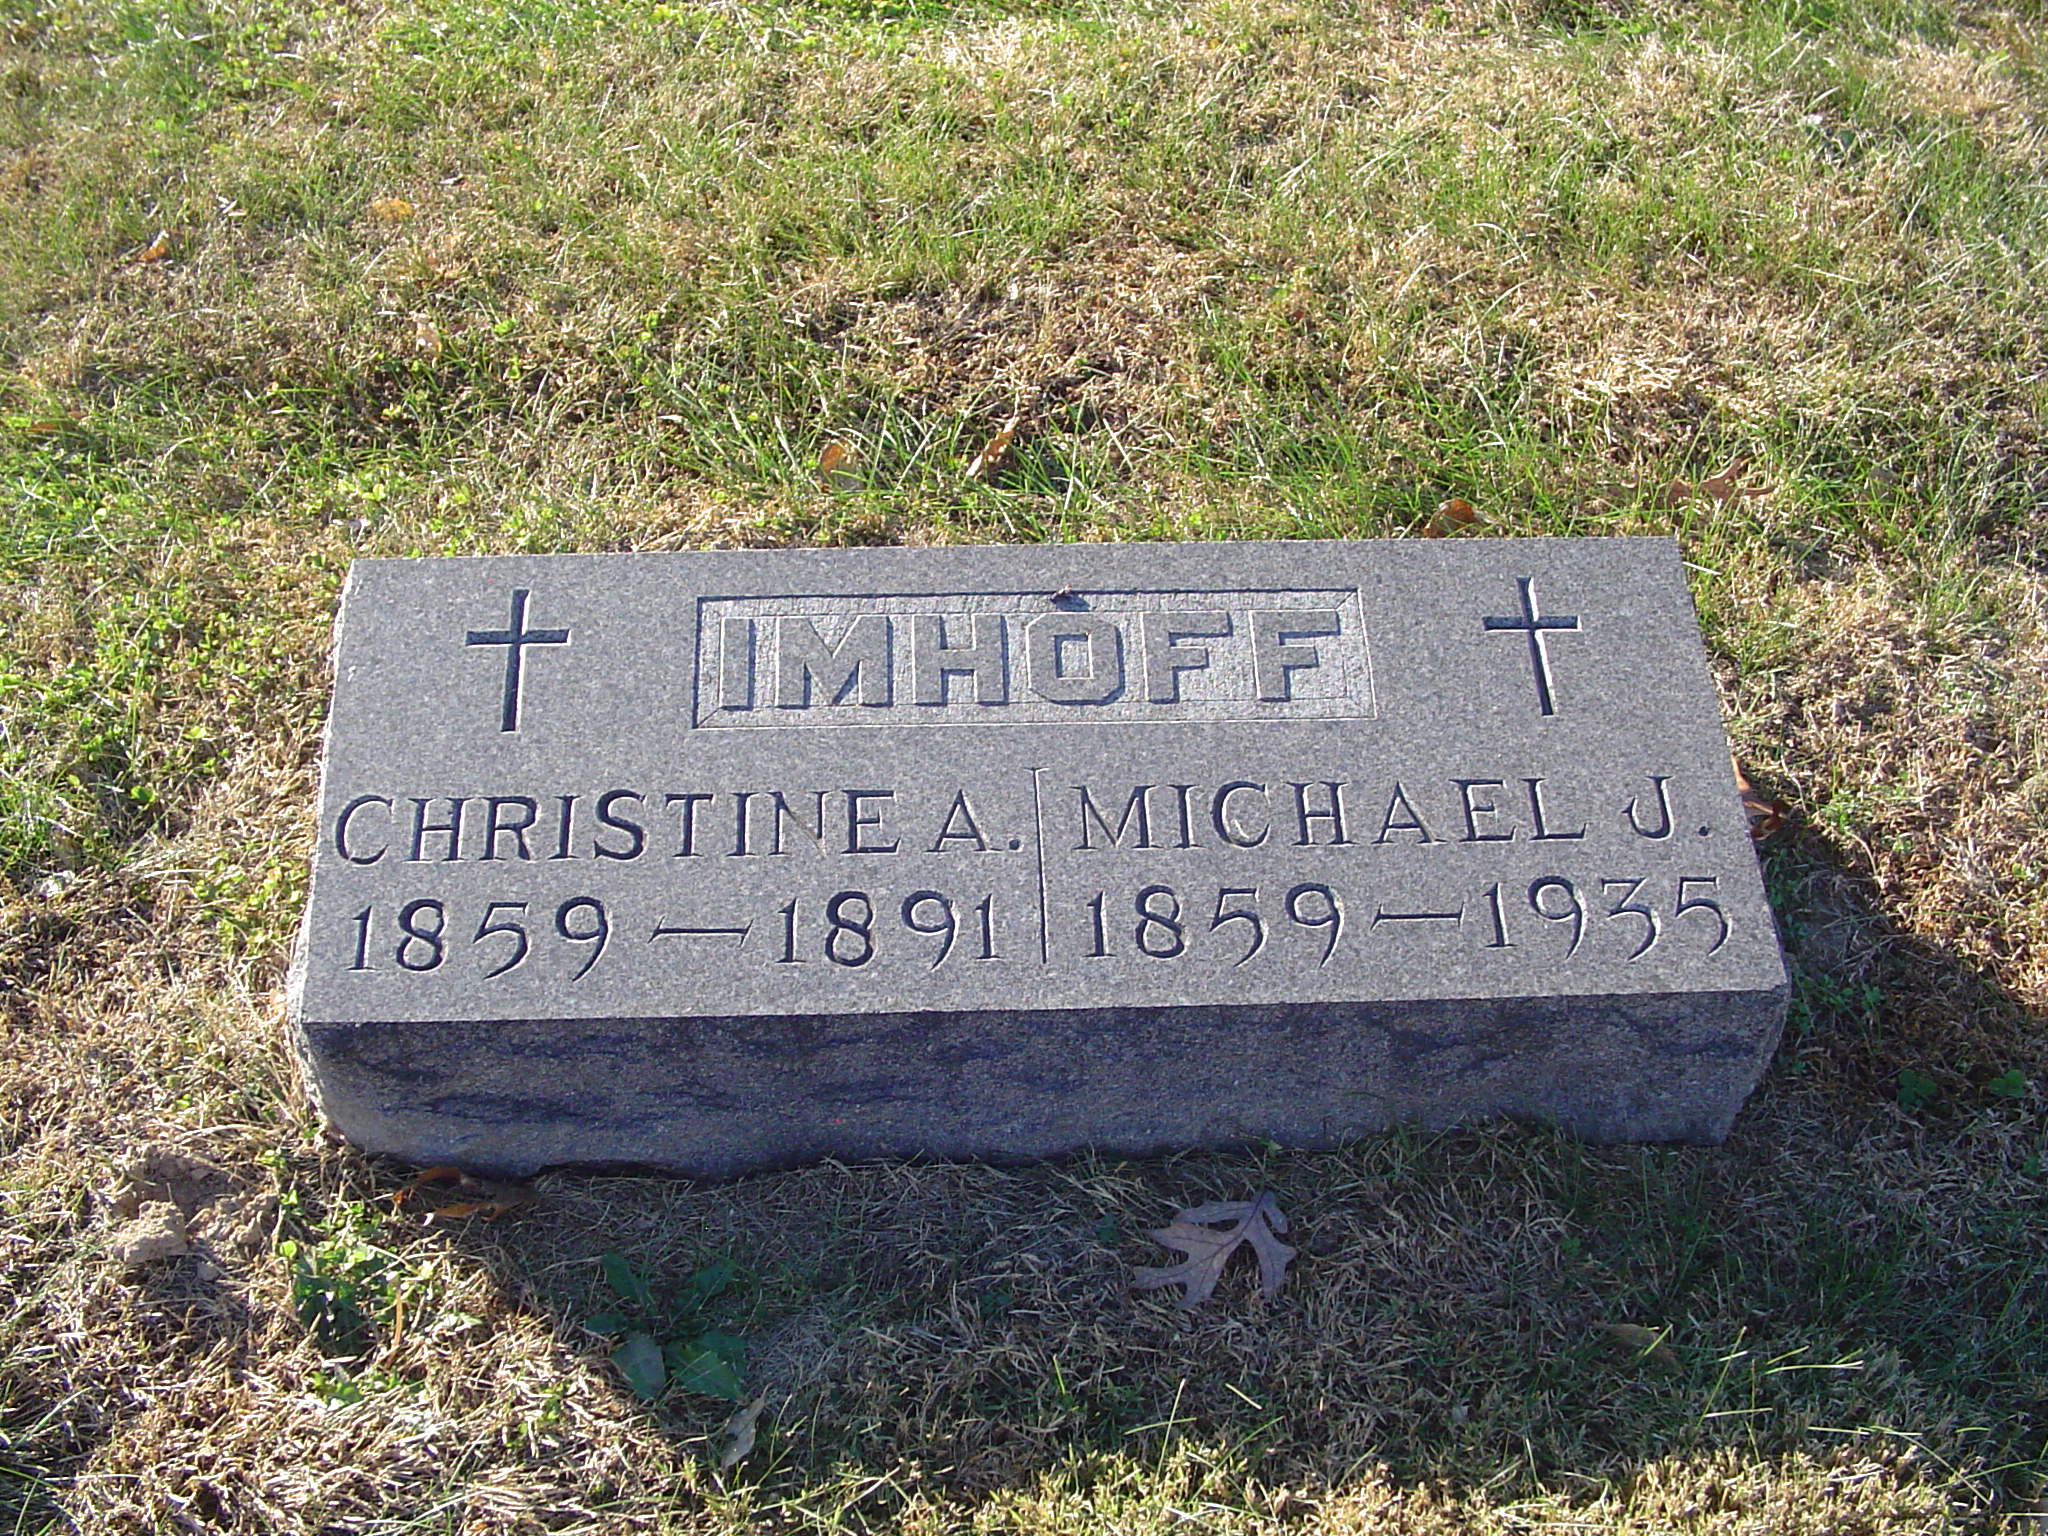 IMHOFF
CHRISTINE A.
1859 — 1891
MICHAEL J.
1859 — 1935